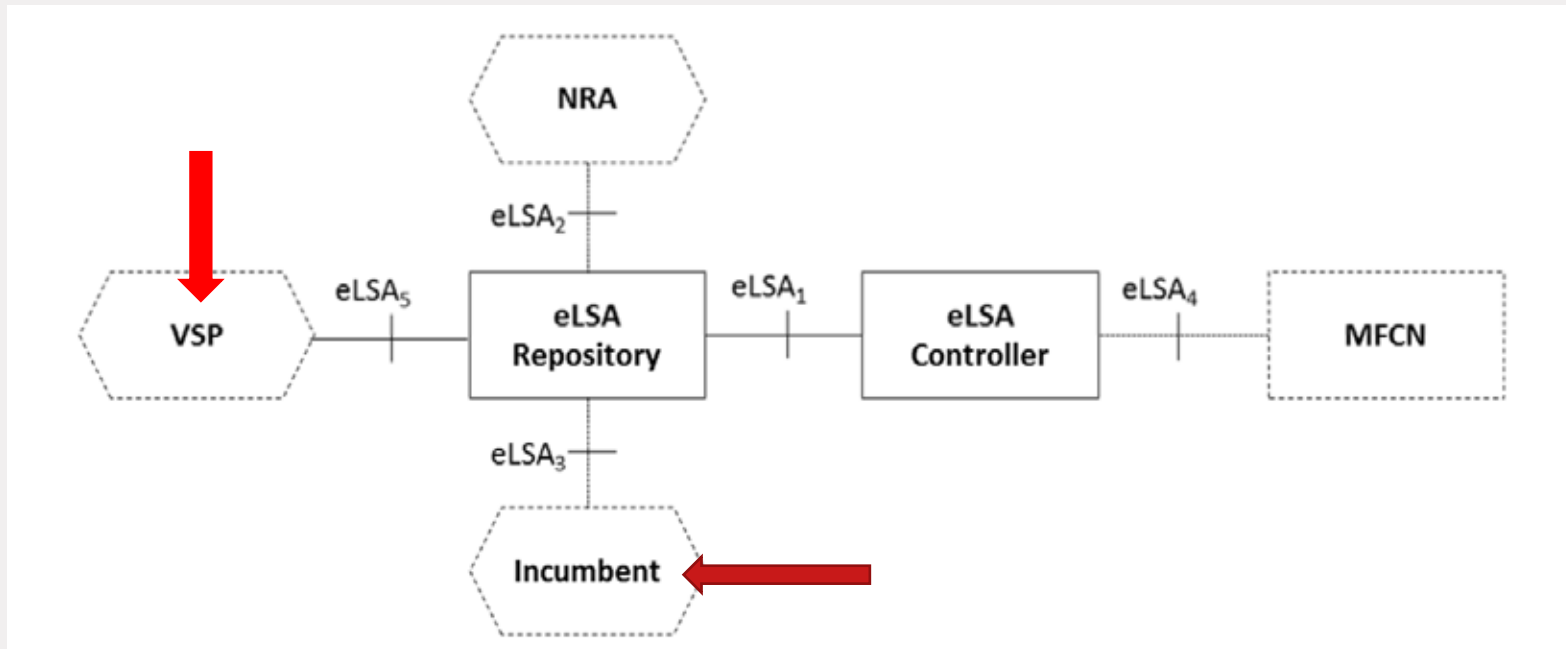 NRA
eLSA₂
VSP
eLSA₅
eLSA
Repository
eLSA₁
eLSA
Controller
eLSA₄
MFCN
eLSA₃
Incumbent